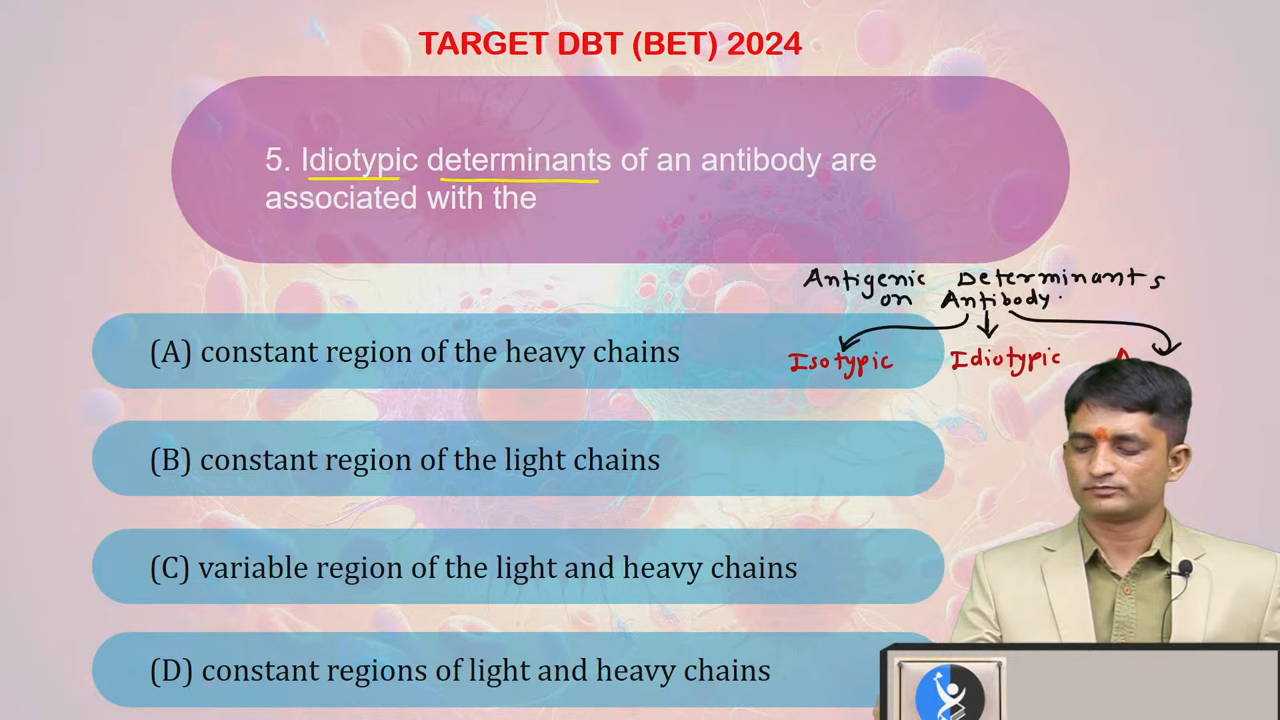 TARGET DBT (BET) 2024
5. Idiotypic determinants of an antibody are
associated with the
Antigenic Determinants
on Antibody.
Isotypic Idiotypic
(A) constant region of the heavy chains
(B) constant region of the light chains
(C) variable region of the light and heavy chains
(D) constant regions of light and heavy chains